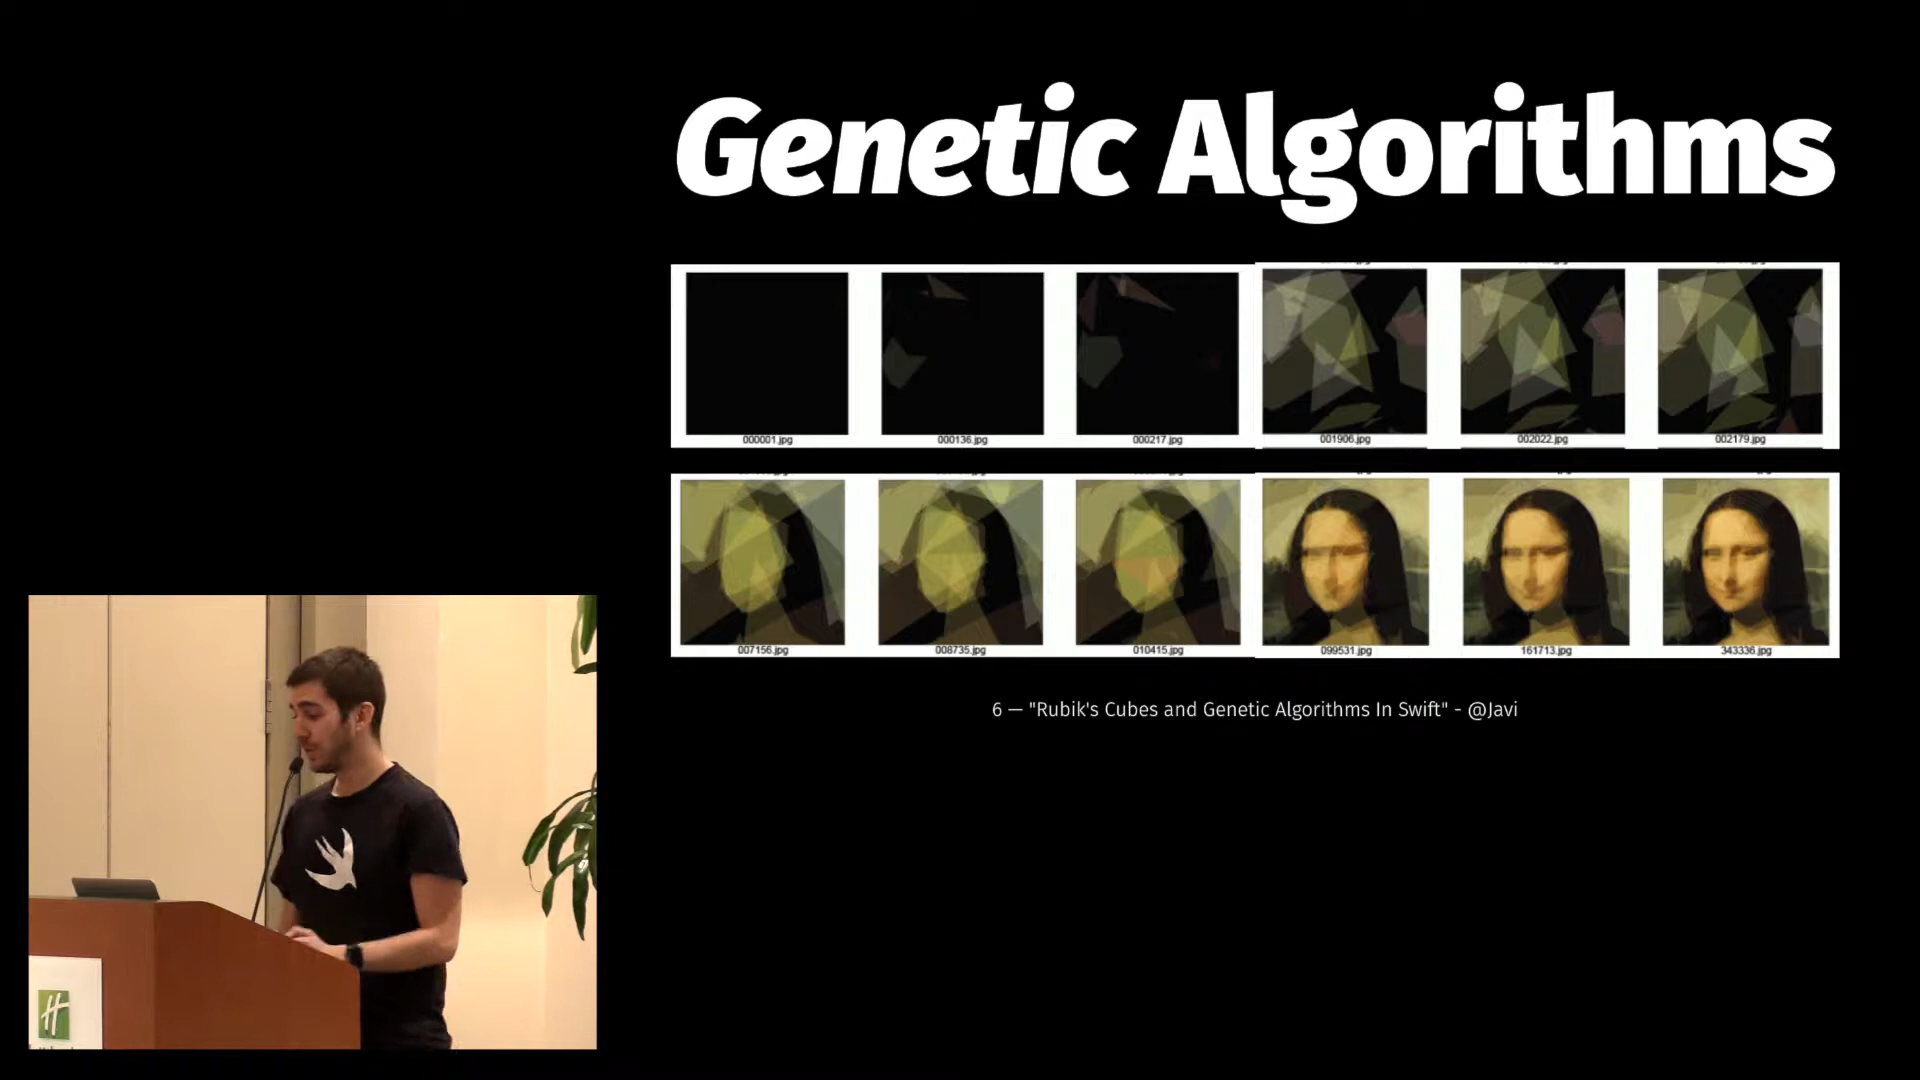 Genetic Algorithms
000001.jpg 000136.jpg 000217.jpg 001906.jpg 002022.jpg 002179.jpg
007156.jpg 008735.jpg 010415.jpg 099531.jpg 161713.jpg 343336.jpg
6 — "Rubik's Cubes and Genetic Algorithms In Swift" - @Javi
H